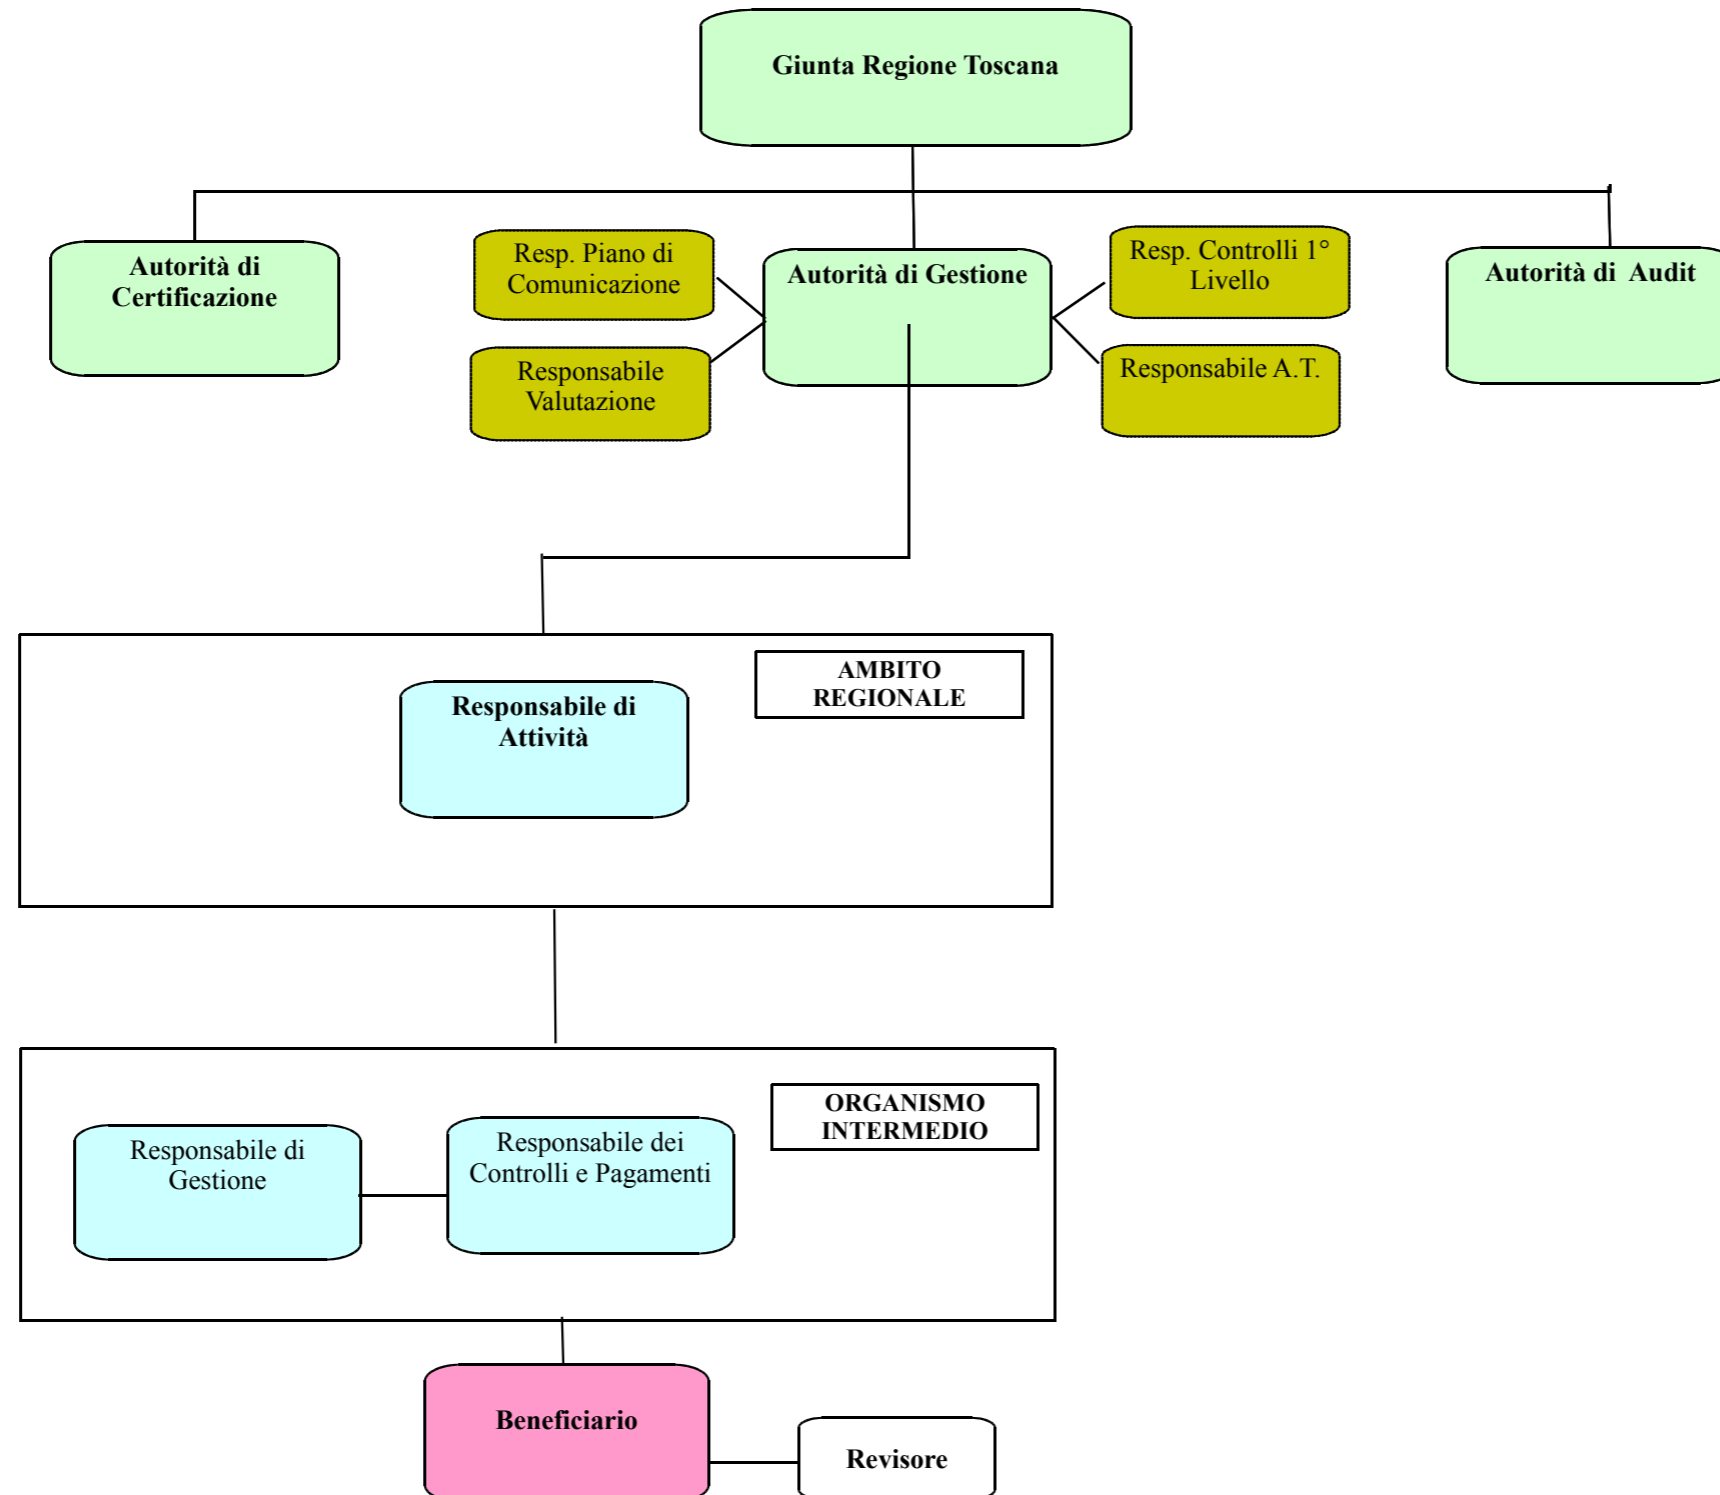 Giunta Regione Toscana
Autorità di
Certificazione
Resp. Piano di
Comunicazione
Responsabile
Valutazione
Autorità di Gestione
Resp. Controlli 1°
Livello
Responsabile A.T.
Autorità di  Audit
AMBITO
REGIONALE
Responsabile di
Attività
ORGANISMO
INTERMEDIO
Responsabile di
Gestione
Responsabile dei
Controlli e Pagamenti
Beneficiario
Revisore